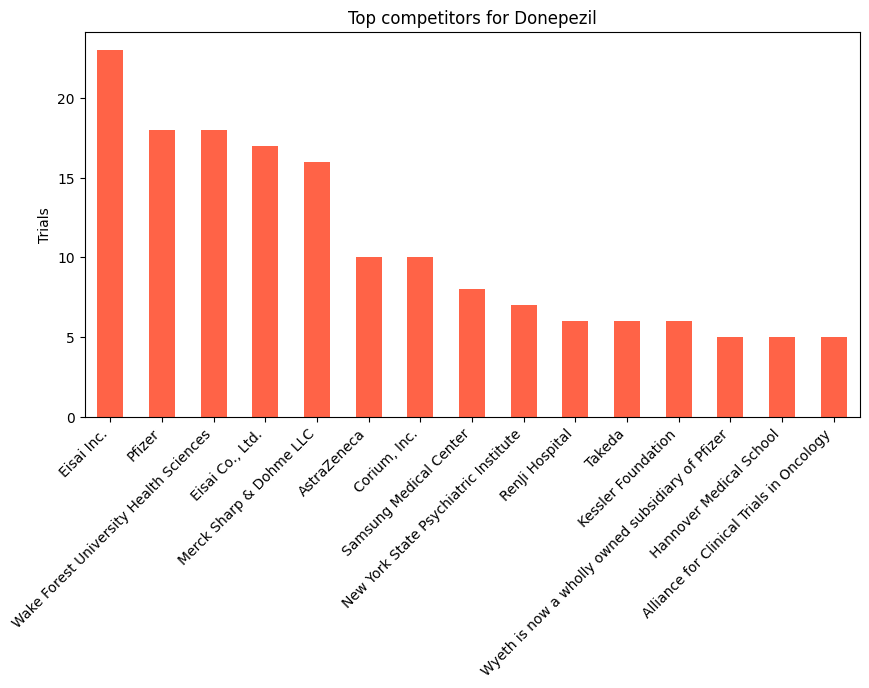 Top competitors for Donepezil
Trials
20
15
10
5
0
Eisai Inc.
Pfizer
Wake Forest University Health Sciences
Eisai Co., Ltd.
Merck Sharp & Dohme LLC
AstraZeneca
Corium, Inc.
Samsung Medical Center
New York State Psychiatric Institute
Renji Hospital
Takeda
Kessler Foundation
Wyeth is now a wholly owned subsidiary of Pfizer
Hannover Medical School
Alliance for Clinical Trials in Oncology